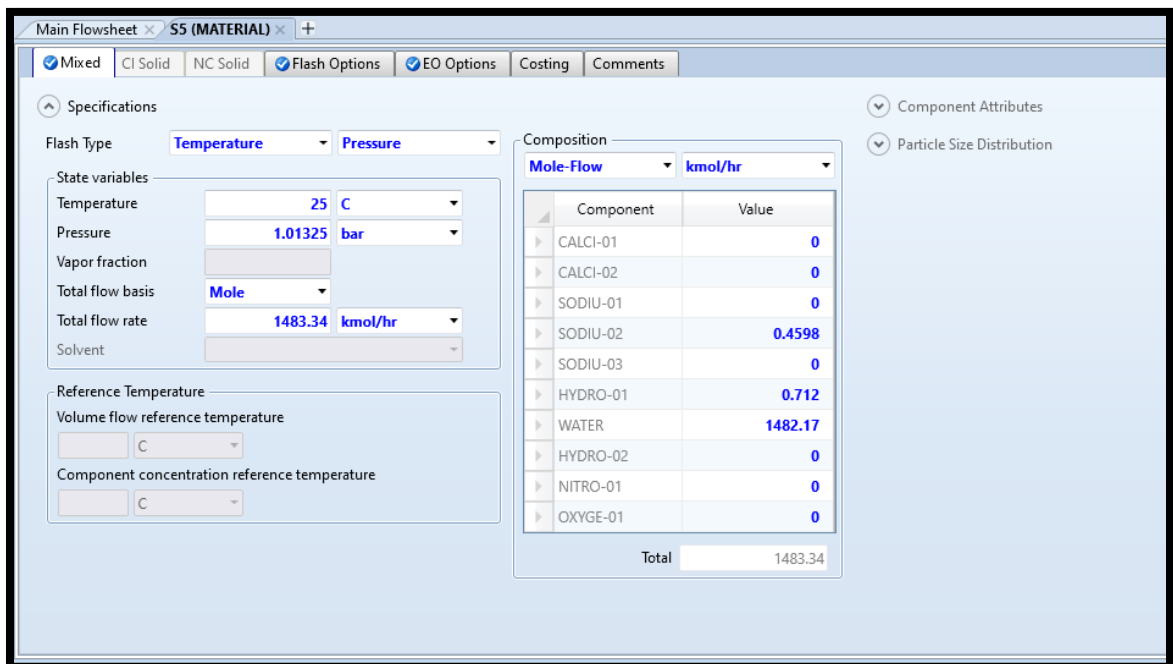 Main Flowsheet × S5 (MATERIAL) × +
Mixed CI Solid NC Solid Flash Options EO Options Costing Comments
Specifications
Flash Type Temperature Pressure
State variables
Temperature 25 C
Pressure 1.01325 bar
Vapor fraction
Total flow basis Mole
Total flow rate 1483.34 kmol/hr
Solvent
Reference Temperature
Volume flow reference temperature
C
Component concentration reference temperature
C
Composition
Mole-Flow kmol/hr
Component Value
CALCI-01 0
CALCI-02 0
SODIU-01 0
SODIU-02 0.4598
SODIU-03 0
HYDRO-01 0.712
WATER 1482.17
HYDRO-02 0
NITRO-01 0
OXYGE-01 0
Total 1483.34
Component Attributes
Particle Size Distribution